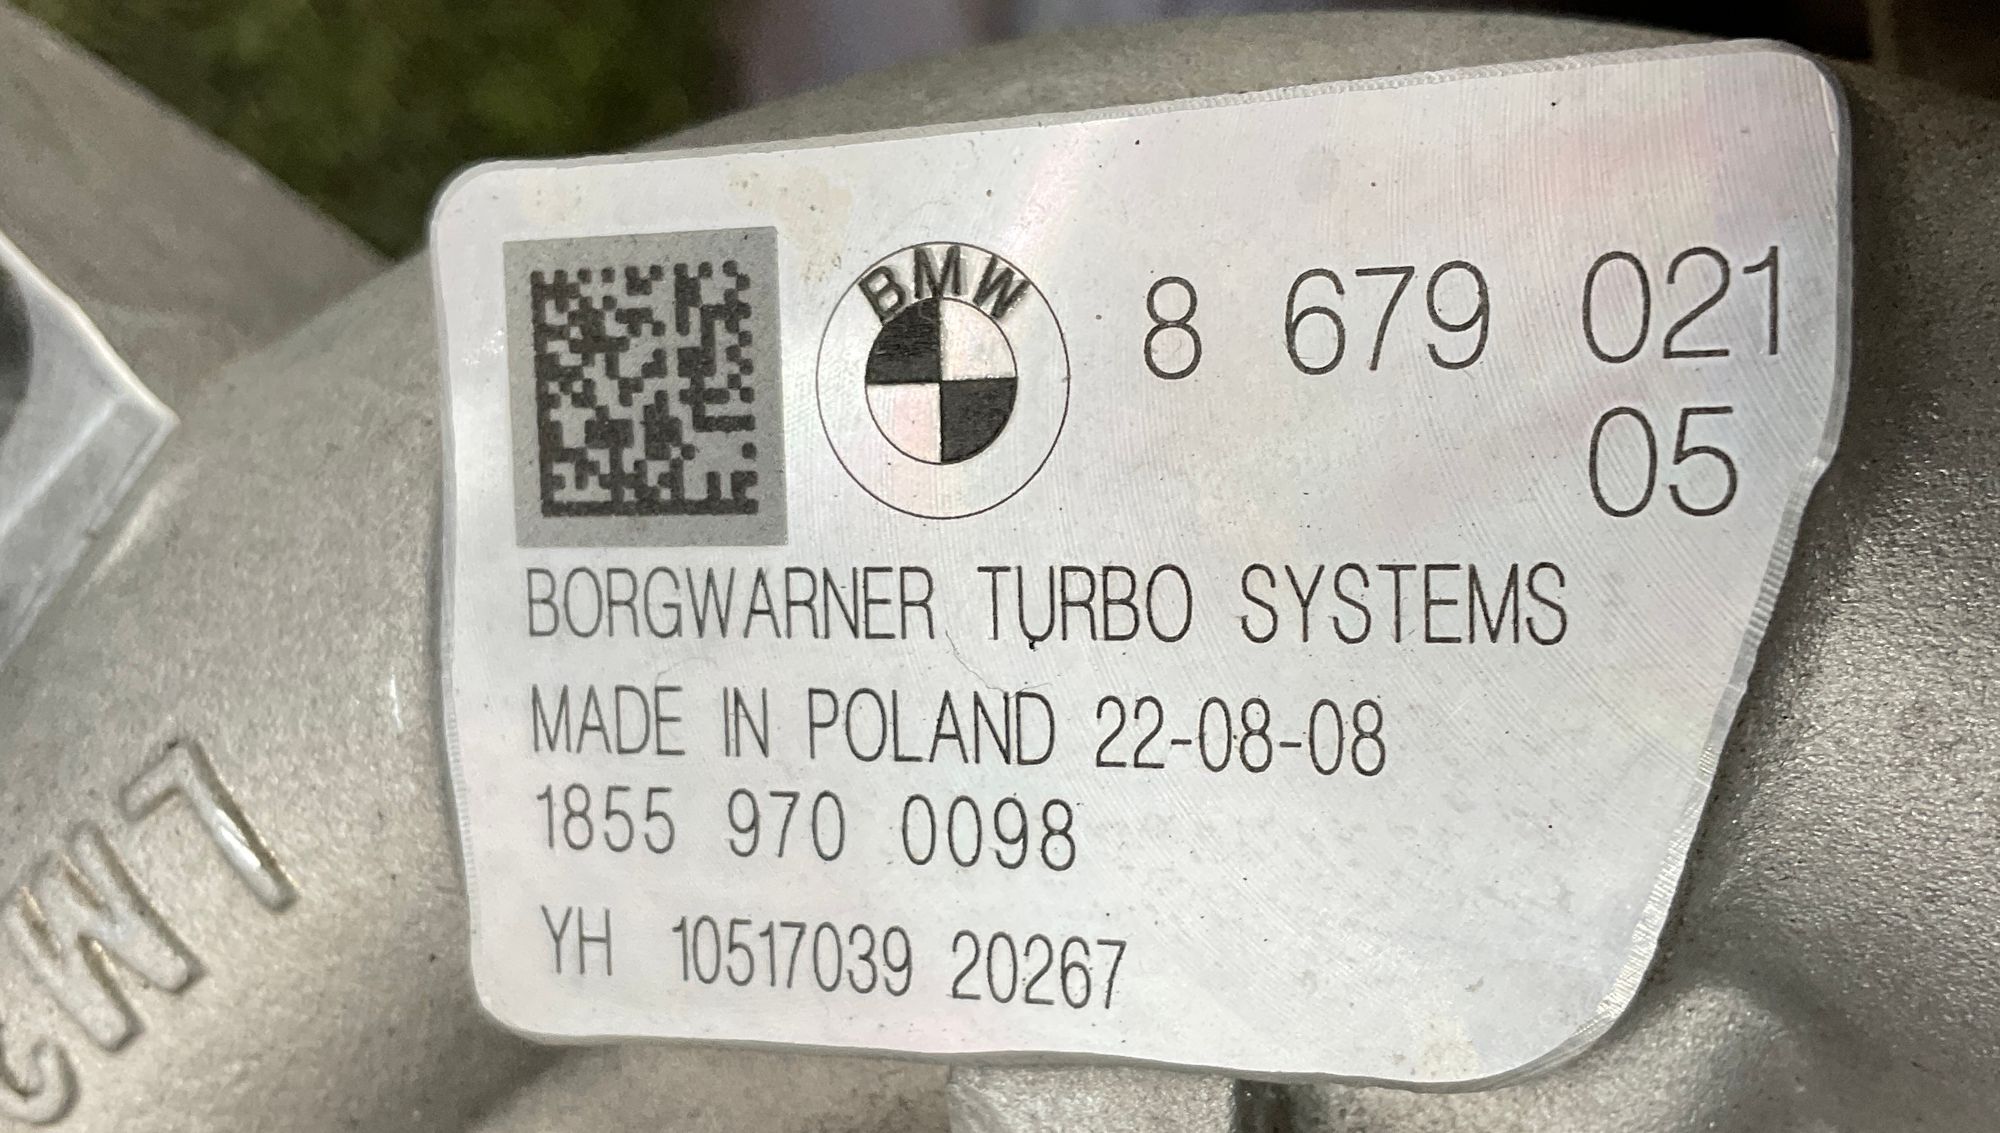 BMW
8 679 021
05
BORGWARNER TURBO SYSTEMS
MADE IN POLAND 22-08-08
1855 970 0098
YH 10517039 20267